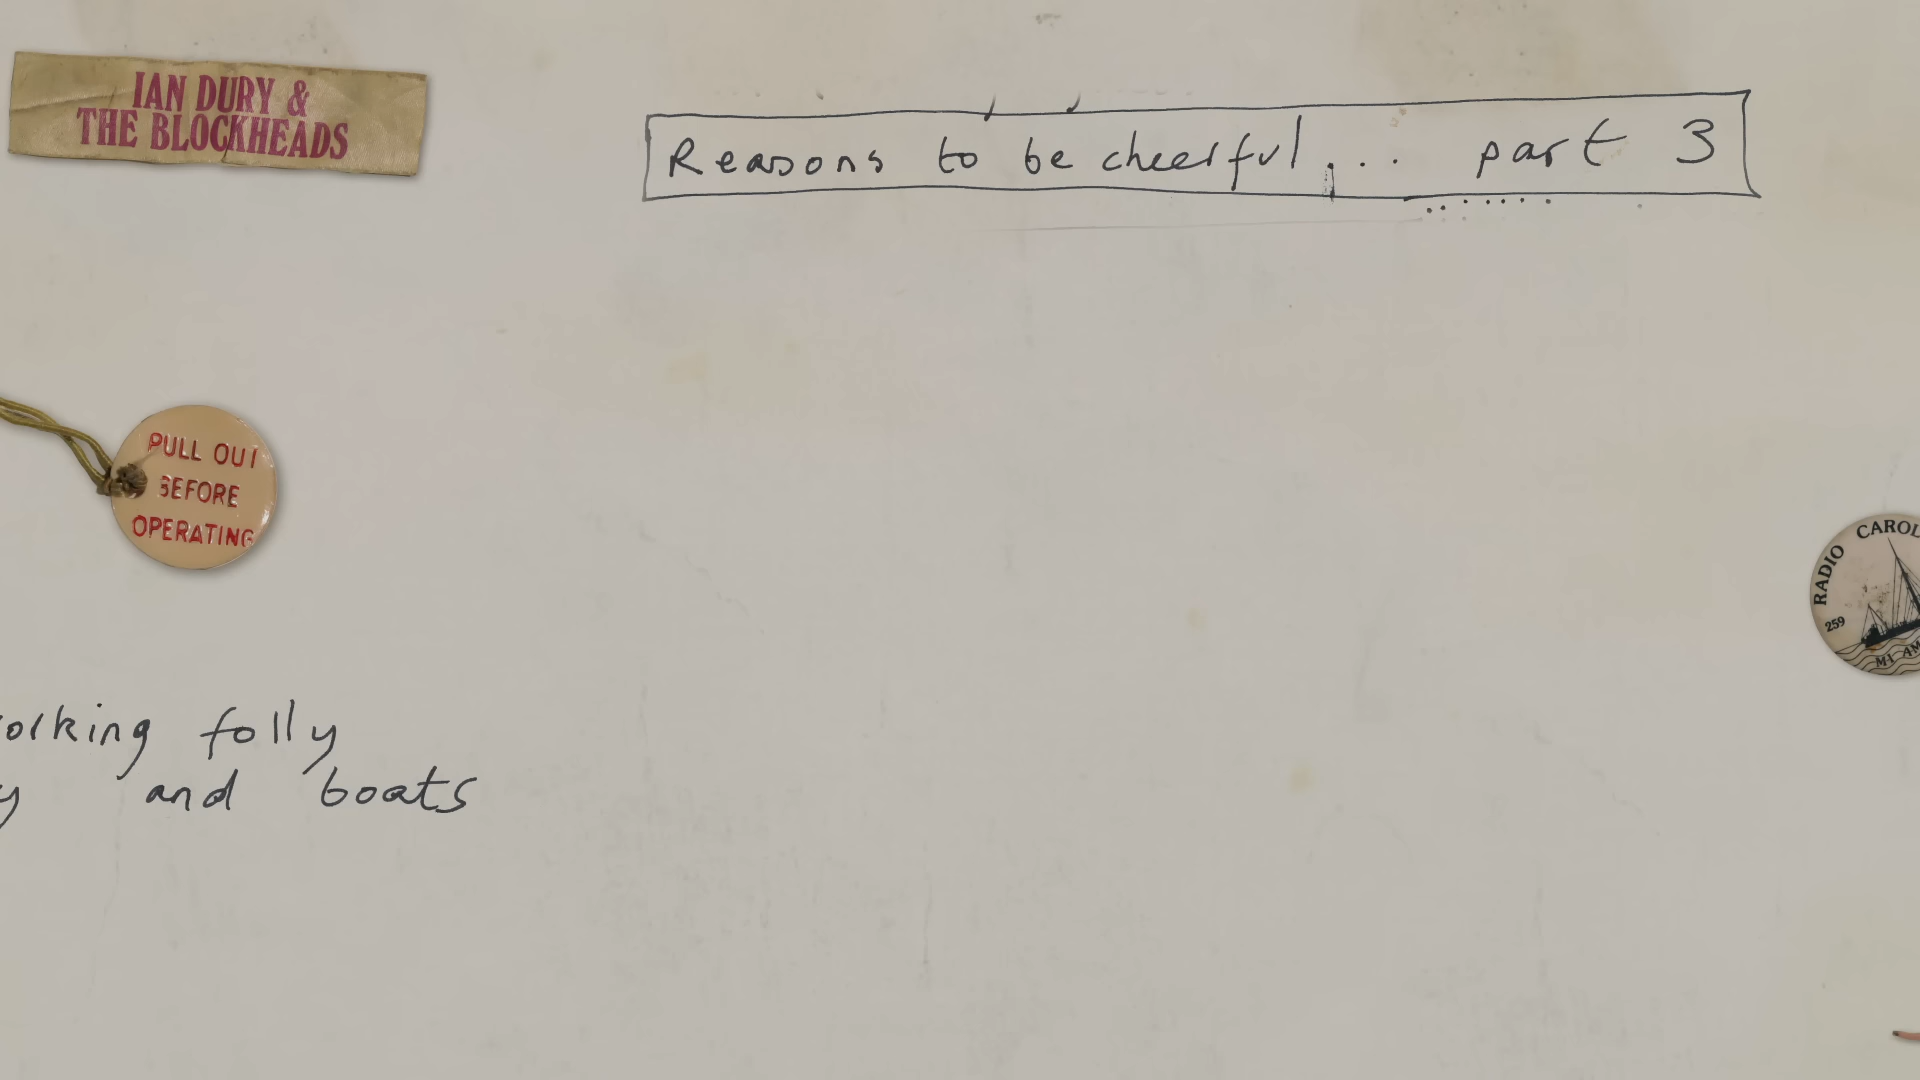 IAN DURY &
THE BLOCKHEADS
Reasons to be cheerful ... part 3
PULL OUT
BEFORE
OPERATING
RADIO
259
folly
and boats